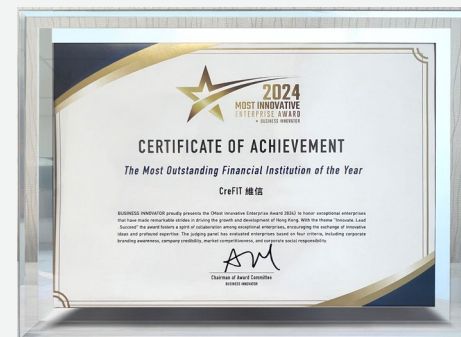 2024
MOST INNOVATIVE
ENTERPRISE AWARD
BUSINESS INNOVATOR
CERTIFICATE OF ACHIEVEMENT
The Most Outstanding Financial Institution of the Year
CreFIT 維信
BUSINESS INNOVATOR proudly presents the《Most Innovative Enterprise Award 2024》to honor exceptional enterprises
that have made remarkable strides in driving the growth and development of Hong Kong. With the theme "Innovate, Lead
Succeed" the award fosters a spirit of collaboration among exceptional enterprises, encouraging the exchange of innovative
ideas and profound expertise. The judging panel has evaluated enterprises based on four criteria, including corporate
branding awareness, company credibility, market competitiveness, and corporate social responsibility.
Chairman of Award Committee
BUSINESS INNOVATOR